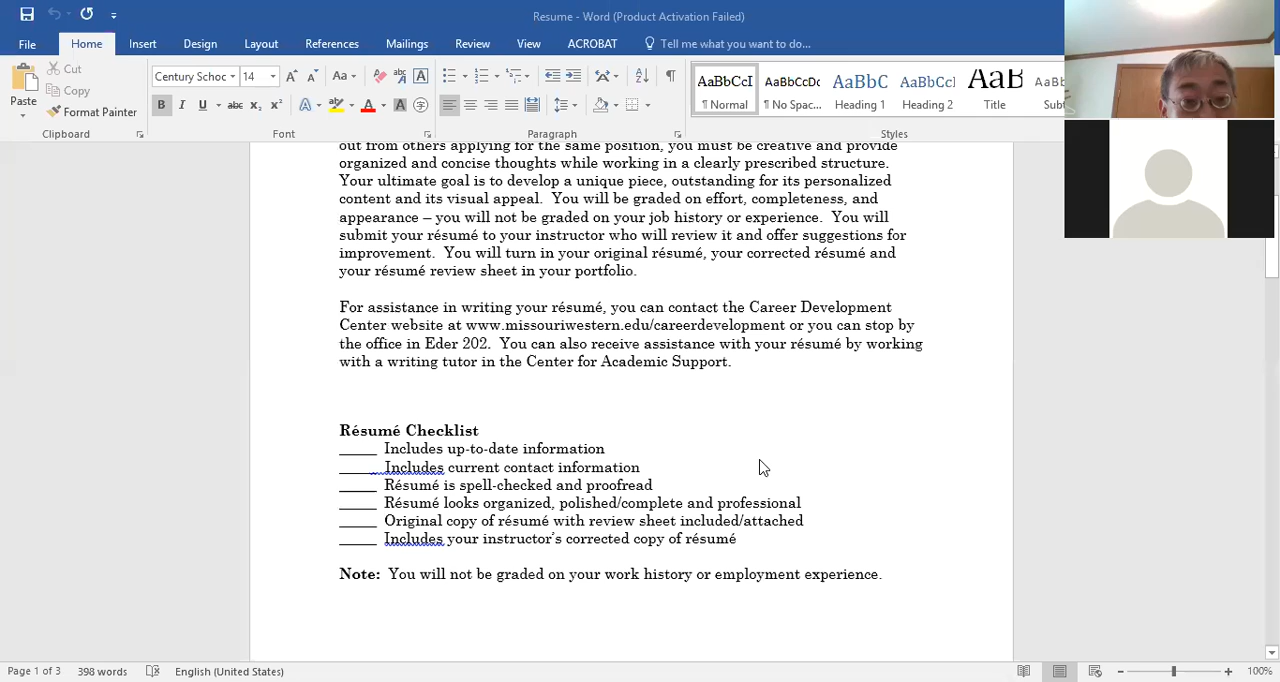 Resume - Word (Product Activation Failed)
File Home Insert Design Layout References Mailings Review View ACROBAT Tell me what you want to do...
Cut
Copy
Format Painter
Paste
Century Schoc 14
Clipboard Font Paragraph Styles
AaBbCcI AaBbCcDc AaBbC AaBbCcI AaB AaBb
¶ Normal ¶ No Spac... Heading 1 Heading 2 Title Subt
out from others applying for the same position, you must be creative and provide
organized and concise thoughts while working in a clearly prescribed structure.
Your ultimate goal is to develop a unique piece, outstanding for its personalized
content and its visual appeal. You will be graded on effort, completeness, and
appearance – you will not be graded on your job history or experience. You will
submit your résumé to your instructor who will review it and offer suggestions for
improvement. You will turn in your original résumé, your corrected résumé and
your résumé review sheet in your portfolio.
For assistance in writing your résumé, you can contact the Career Development
Center website at www.missouriwestern.edu/careerdevelopment or you can stop by
the office in Eder 202. You can also receive assistance with your résumé by working
with a writing tutor in the Center for Academic Support.
Résumé Checklist
_____ Includes up-to-date information
_____ Includes current contact information
_____ Résumé is spell-checked and proofread
_____ Résumé looks organized, polished/complete and professional
_____ Original copy of résumé with review sheet included/attached
_____ Includes your instructor's corrected copy of résumé
Note: You will not be graded on your work history or employment experience.
Page 1 of 3 398 words English (United States) 100%